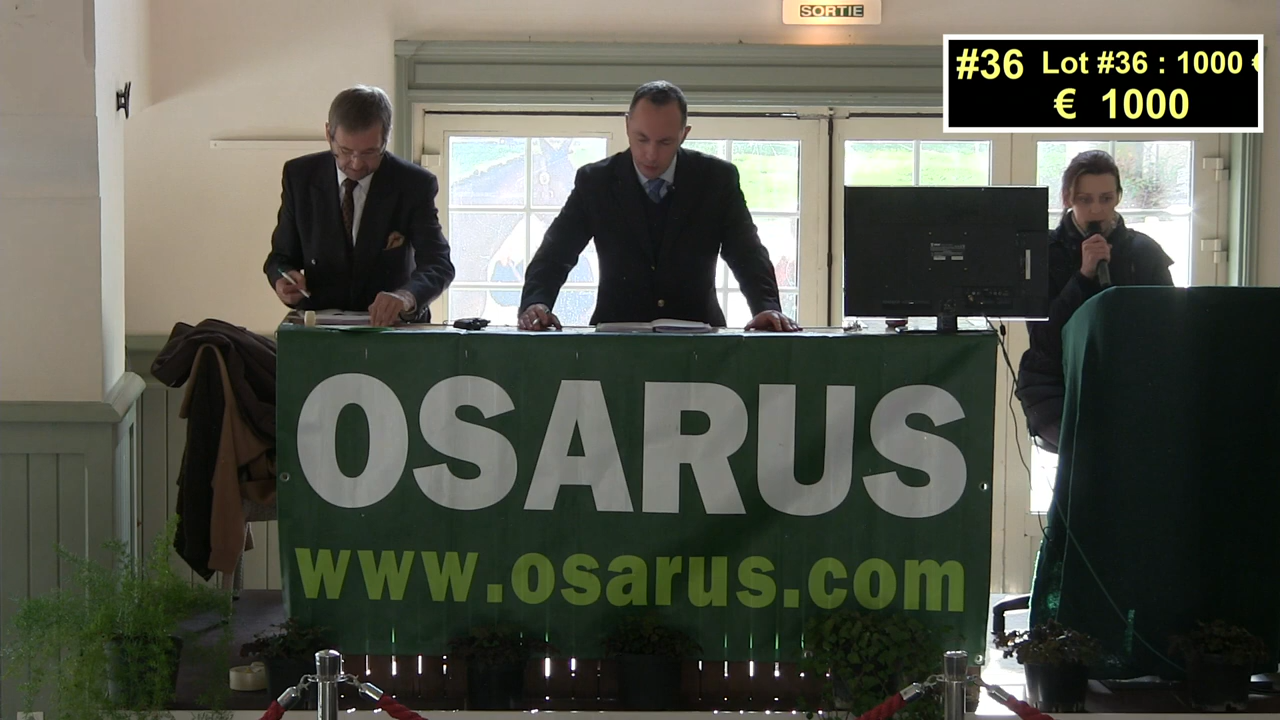 SORTIE
#36 Lot #36 : 1000 €
€ 1000
OSARUS
www.osarus.com